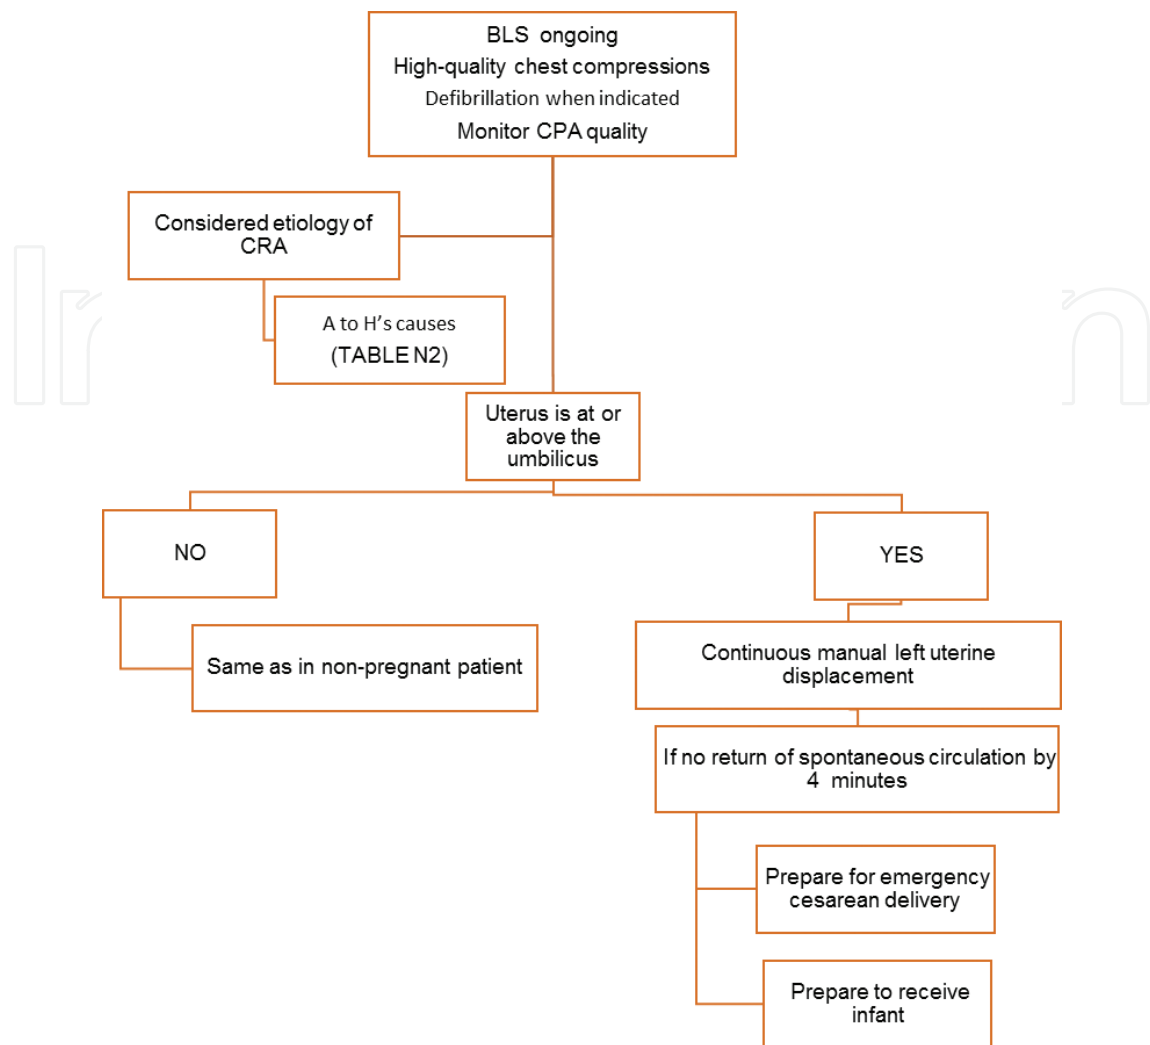 BLS ongoing
High-quality chest compressions
Defibrillation when indicated
Monitor CPA quality
Considered etiology of
CRA
A to H's causes
(TABLE N2)
Uterus is at or
above the
umbilicus
NO
YES
Same as in non-pregnant patient
Continuous manual left uterine
displacement
If no return of spontaneous circulation by
4 minutes
Prepare for emergency
cesarean delivery
Prepare to receive
infant